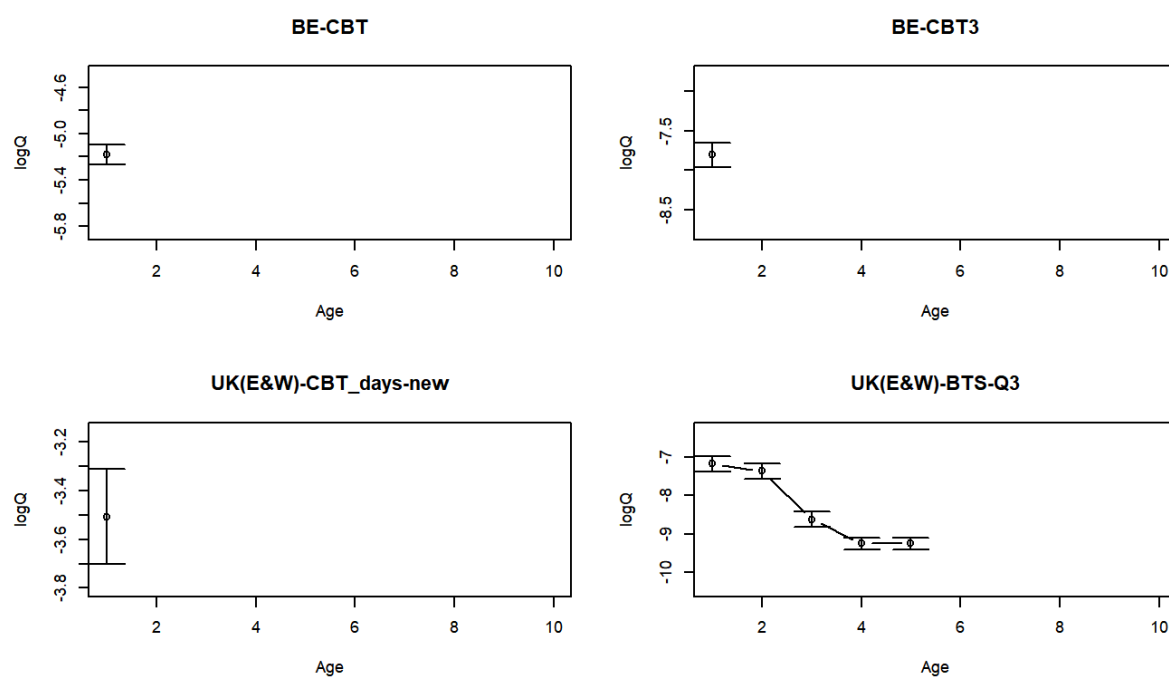 BE-CBT
logQ
-4.6
-5.0
-5.4
-5.8
2 4 6 8 10
Age
BE-CBT3
logQ
-7.5
-8.5
2 4 6 8 10
Age
UK(E&W)-CBT_days-new
logQ
-3.2
-3.4
-3.6
-3.8
2 4 6 8 10
Age
UK(E&W)-BTS-Q3
logQ
-7
-8
-9
-10
2 4 6 8 10
Age